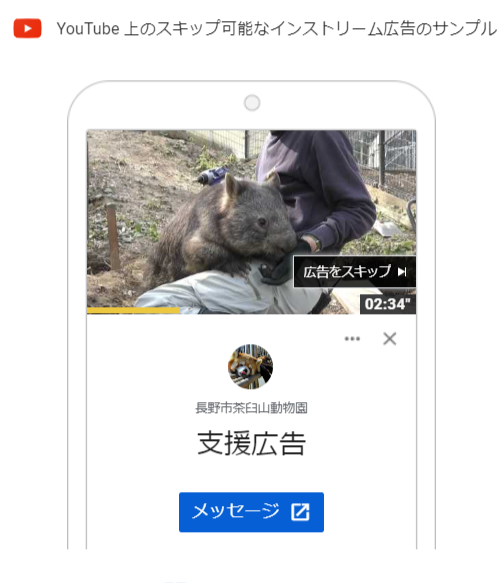 YouTube 上のスキップ可能なインストリーム広告のサンプル
広告をスキップ
02:34"
長野市茶臼山動物園
支援広告
メッセージ